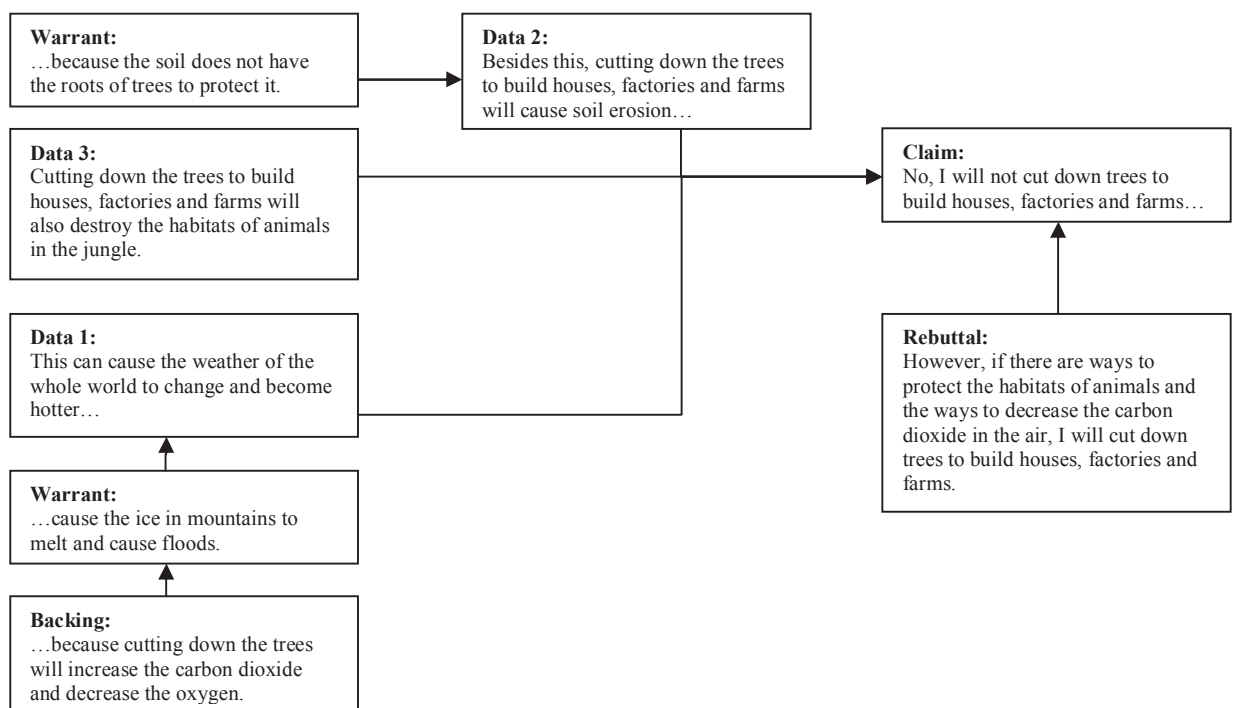 Warrant:
…because the soil does not have
the roots of trees to protect it.
Data 2:
Besides this, cutting down the trees
to build houses, factories and farms
will cause soil erosion…
Data 3:
Cutting down the trees to build
houses, factories and farms will
also destroy the habitats of animals
in the jungle.
Claim:
No, I will not cut down trees to
build houses, factories and farms…
Data 1:
This can cause the weather of the
whole world to change and become
hotter…
Rebuttal:
However, if there are ways to
protect the habitats of animals and
the ways to decrease the carbon
dioxide in the air, I will cut down
trees to build houses, factories and
farms.
Warrant:
…cause the ice in mountains to
melt and cause floods.
Backing:
…because cutting down the trees
will increase the carbon dioxide
and decrease the oxygen.